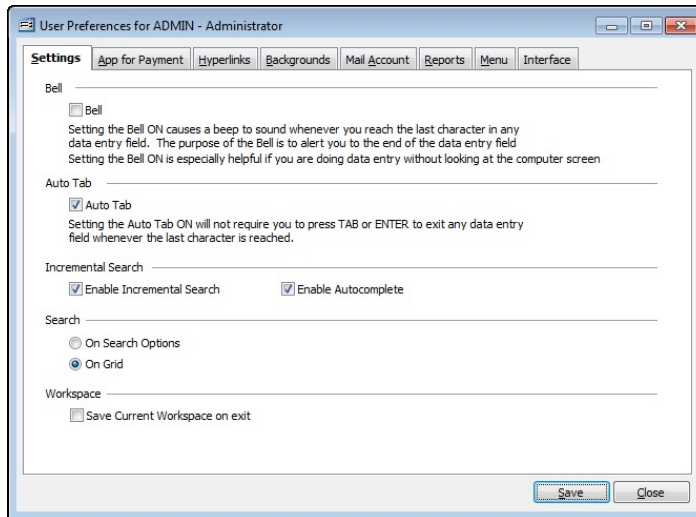 User Preferences for ADMIN - Administrator
Settings App for Payment Hyperlinks Backgrounds Mail Account Reports Menu Interface
Bell
Bell
Setting the Bell ON causes a beep to sound whenever you reach the last character in any
data entry field. The purpose of the Bell is to alert you to the end of the data entry field
Setting the Bell ON is especially helpful if you are doing data entry without looking at the computer screen
Auto Tab
Auto Tab
Setting the Auto Tab ON will not require you to press TAB or ENTER to exit any data entry
field whenever the last character is reached.
Incremental Search
Enable Incremental Search Enable Autocomplete
Search
On Search Options
On Grid
Workspace
Save Current Workspace on exit
Save Close